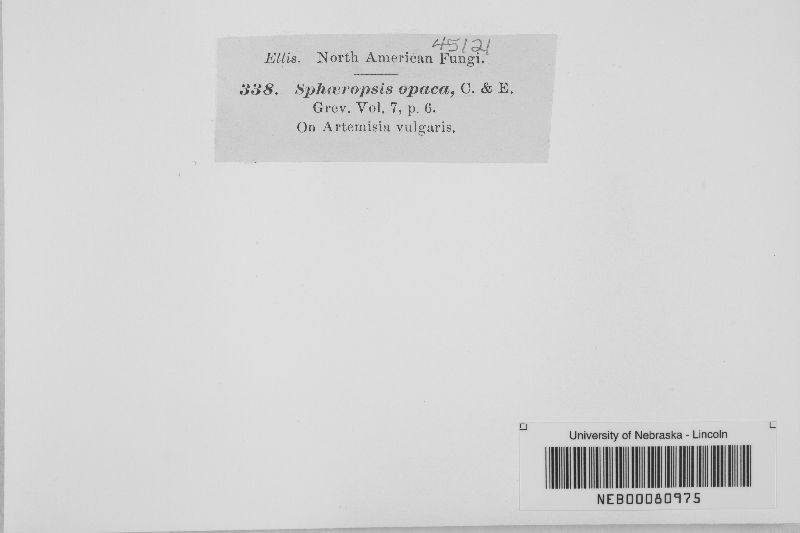 45121
Ellis. North American Fungi.
338. Sphæropsis opaca, C. & E.
Grev. Vol. 7, p. 6.
On Artemisia vulgaris.
University of Nebraska - Lincoln
NEB00080975